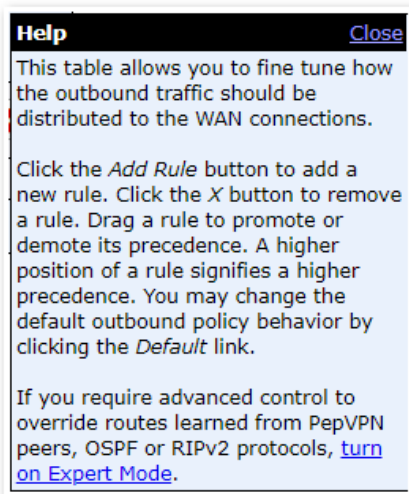 Help Close
This table allows you to fine tune how
the outbound traffic should be
distributed to the WAN connections.
Click the Add Rule button to add a
new rule. Click the X button to remove
a rule. Drag a rule to promote or
demote its precedence. A higher
position of a rule signifies a higher
precedence. You may change the
default outbound policy behavior by
clicking the Default link.
If you require advanced control to
override routes learned from PepVPN
peers, OSPF or RIPv2 protocols, turn
on Expert Mode.